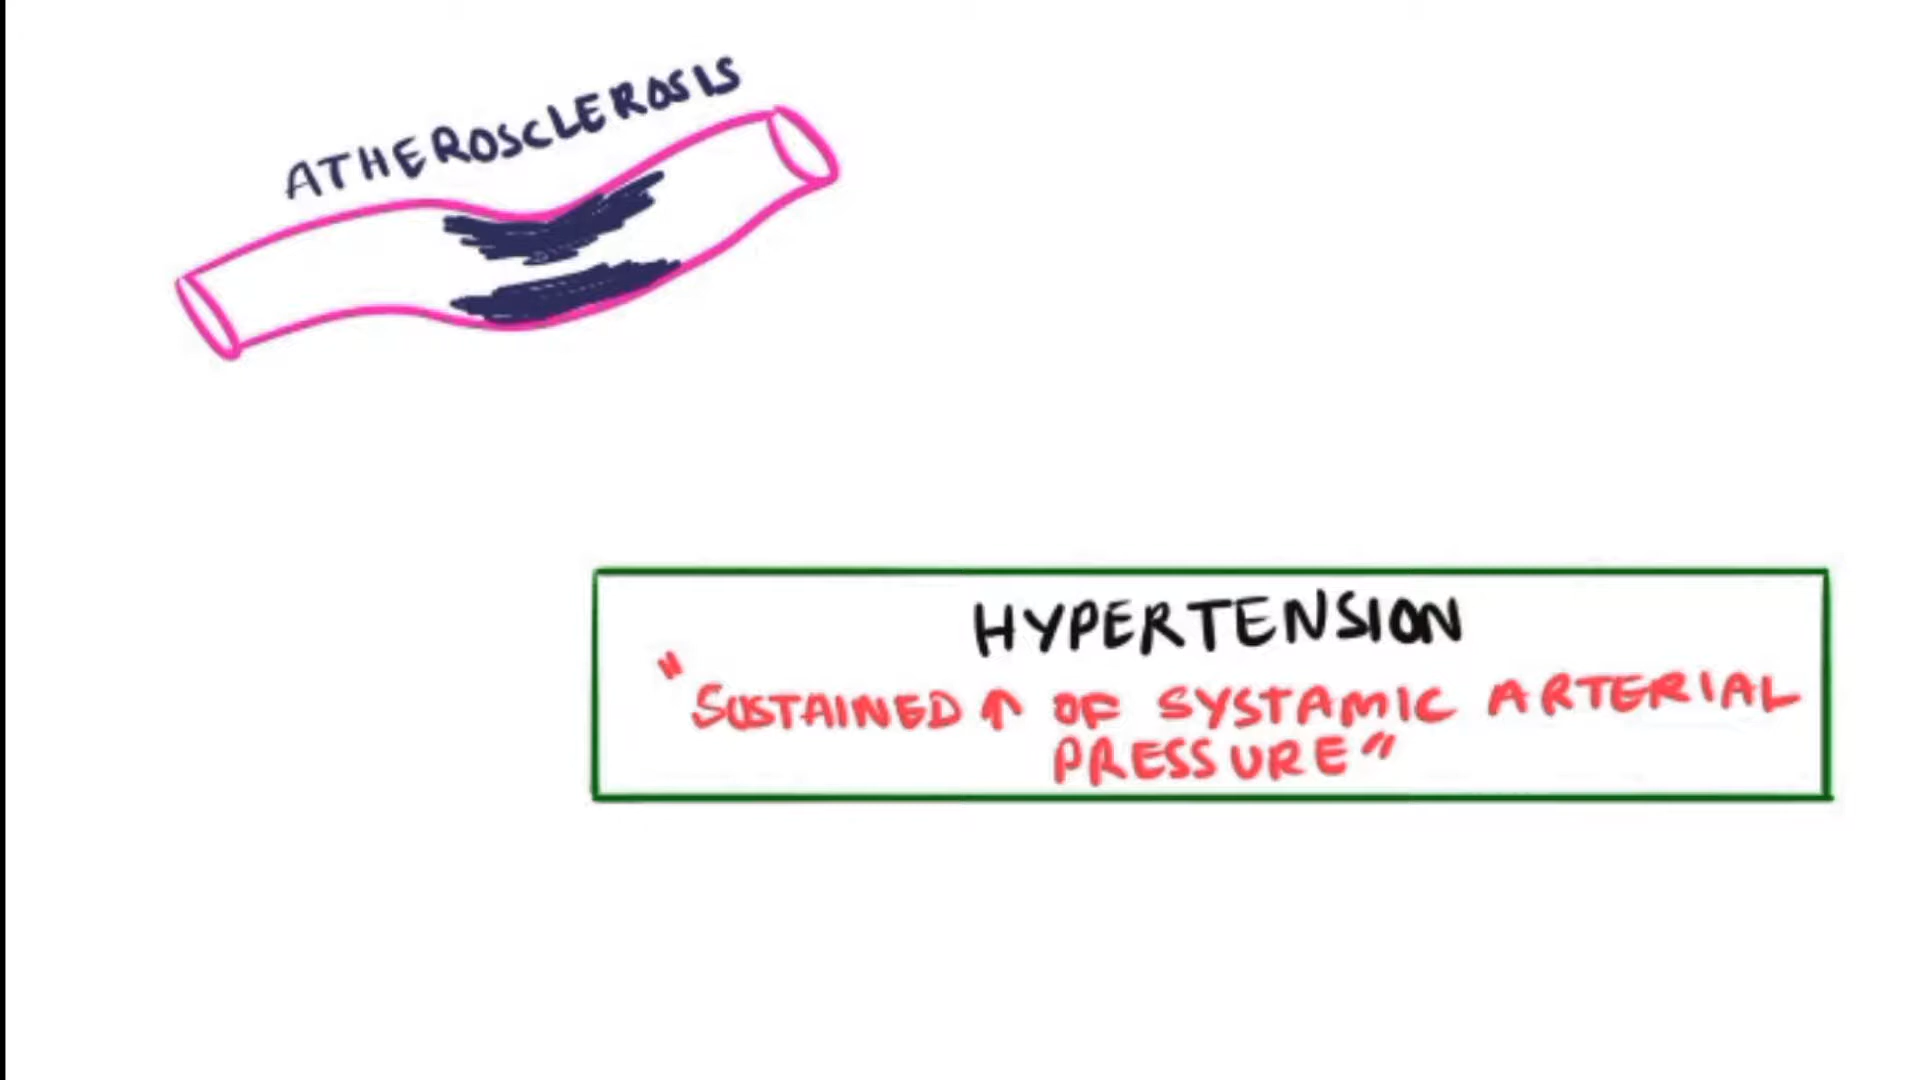 ATHEROSCLEROSIS
HYPERTENSION
"SUSTAINED ↑ OF SYSTAMIC ARTERIAL
PRESSURE"